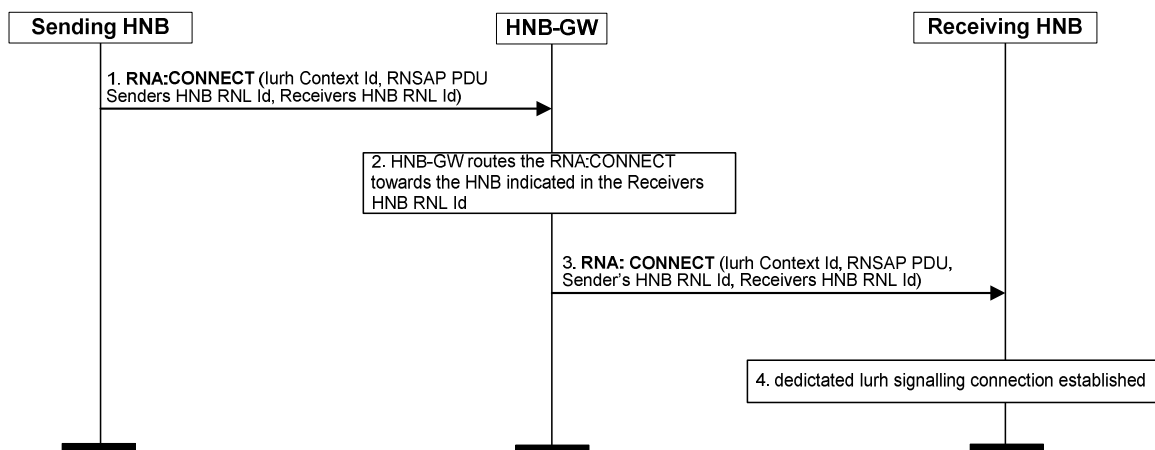 Sending HNB
HNB-GW
Receiving HNB
1. RNA:CONNECT (Iurh Context Id, RNSAP PDU
Senders HNB RNL Id, Receivers HNB RNL Id)
2. HNB-GW routes the RNA:CONNECT
towards the HNB indicated in the Receivers
HNB RNL Id
3. RNA: CONNECT (Iurh Context Id, RNSAP PDU,
Sender's HNB RNL Id, Receivers HNB RNL Id)
4. dedictated Iurh signalling connection established